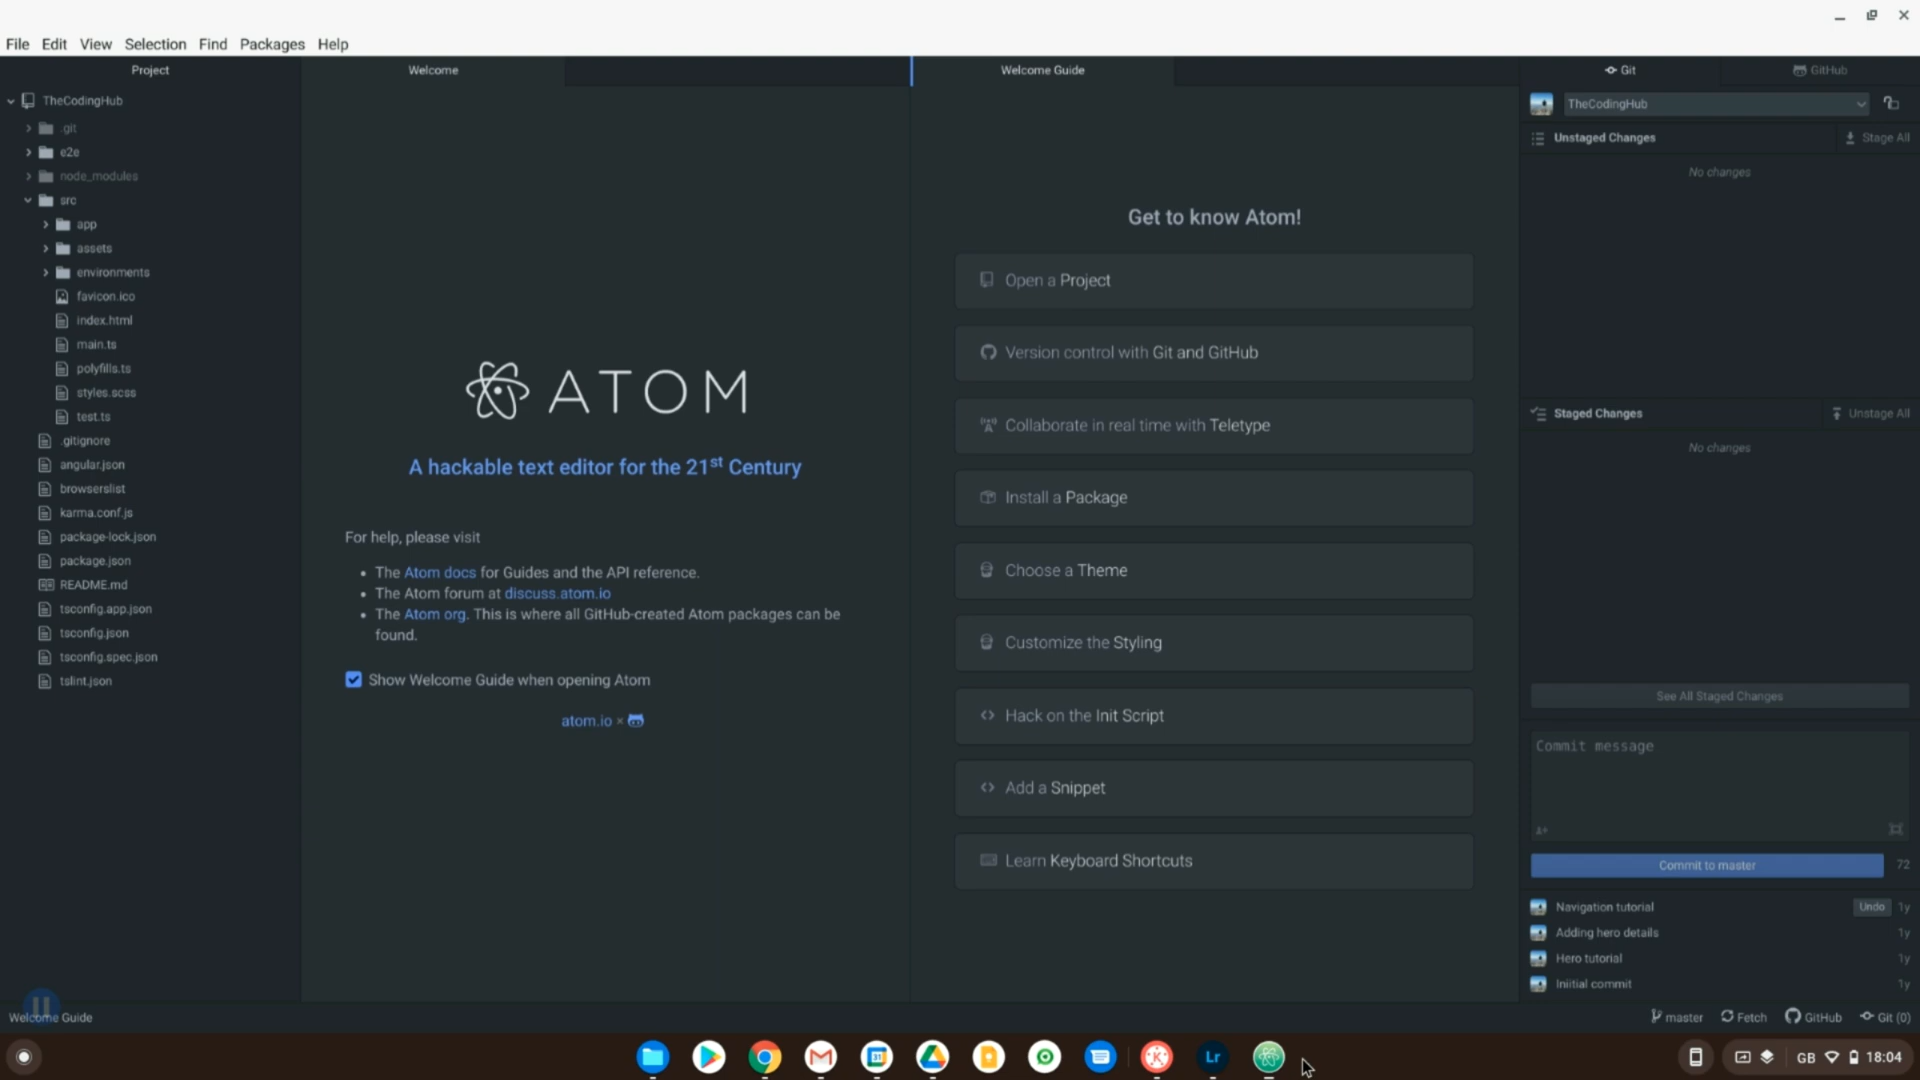 File Edit View Selection Find Packages Help
Project
Welcome
Welcome Guide
Git
GitHub
TheCodingHub
.git
e2e
node_modules
src
app
assets
environments
favicon.ico
index.html
main.ts
polyfills.ts
styles.scss
test.ts
.gitignore
angular.json
browserslist
karma.conf.js
package-lock.json
package.json
README.md
tsconfig.app.json
tsconfig.json
tsconfig.spec.json
tslint.json
ATOM
A hackable text editor for the 21st Century
For help, please visit
• The Atom docs for Guides and the API reference.
• The Atom forum at discuss.atom.io
• The Atom org. This is where all GitHub-created Atom packages can be
found.
Show Welcome Guide when opening Atom
atom.io ×
Get to know Atom!
Open a Project
Version control with Git and GitHub
Collaborate in real time with Teletype
Install a Package
Choose a Theme
Customize the Styling
Hack on the Init Script
Add a Snippet
Learn Keyboard Shortcuts
TheCodingHub
Unstaged Changes Stage All
No changes
Staged Changes Unstage All
No changes
See All Staged Changes
Commit message
Commit to master 72
Navigation tutorial Undo 1y
Adding hero details 1y
Hero tutorial 1y
Iniitial commit 1y
Welcome Guide
master Fetch GitHub Git (0)
31
K
Lr
GB 18:04